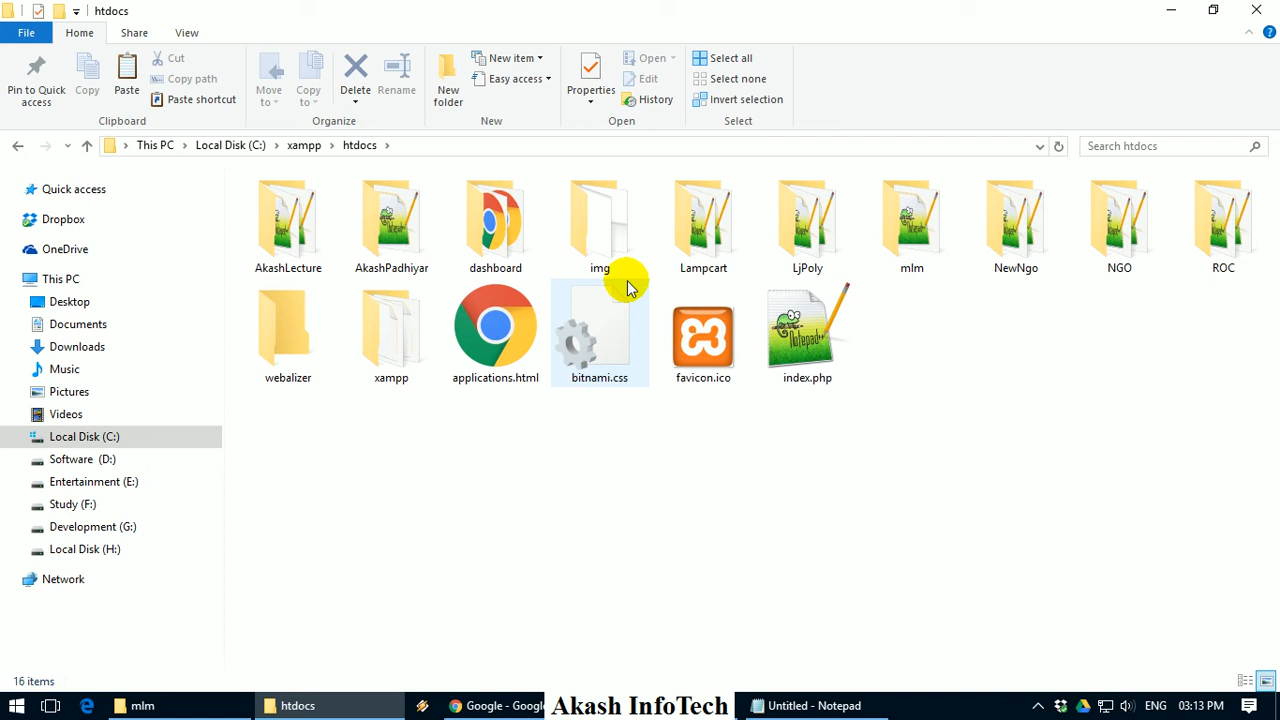 htdocs
File
Home
Share
View
Pin to Quick access
Copy
Paste
Cut
Copy path
Paste shortcut
Clipboard
Move to
Copy to
Delete
Rename
Organize
New folder
New item
Easy access
New
Properties
Open
Edit
History
Open
Select all
Select none
Invert selection
Select
This PC
Local Disk (C:)
xampp
htdocs
Search htdocs
Quick access
Dropbox
OneDrive
This PC
Desktop
Documents
Downloads
Music
Pictures
Videos
Local Disk (C:)
Software (D:)
Entertainment (E:)
Study (F:)
Development (G:)
Local Disk (H:)
Network
AkashLecture
AkashPadhiyar
dashboard
img
Lampcart
LjPoly
mlm
NewNgo
NGO
ROC
webalizer
xampp
applications.html
bitnami.css
favicon.ico
Notepad++
index.php
16 items
mlm
htdocs
Google - Google
Akash InfoTech
Untitled - Notepad
ENG
03:13 PM